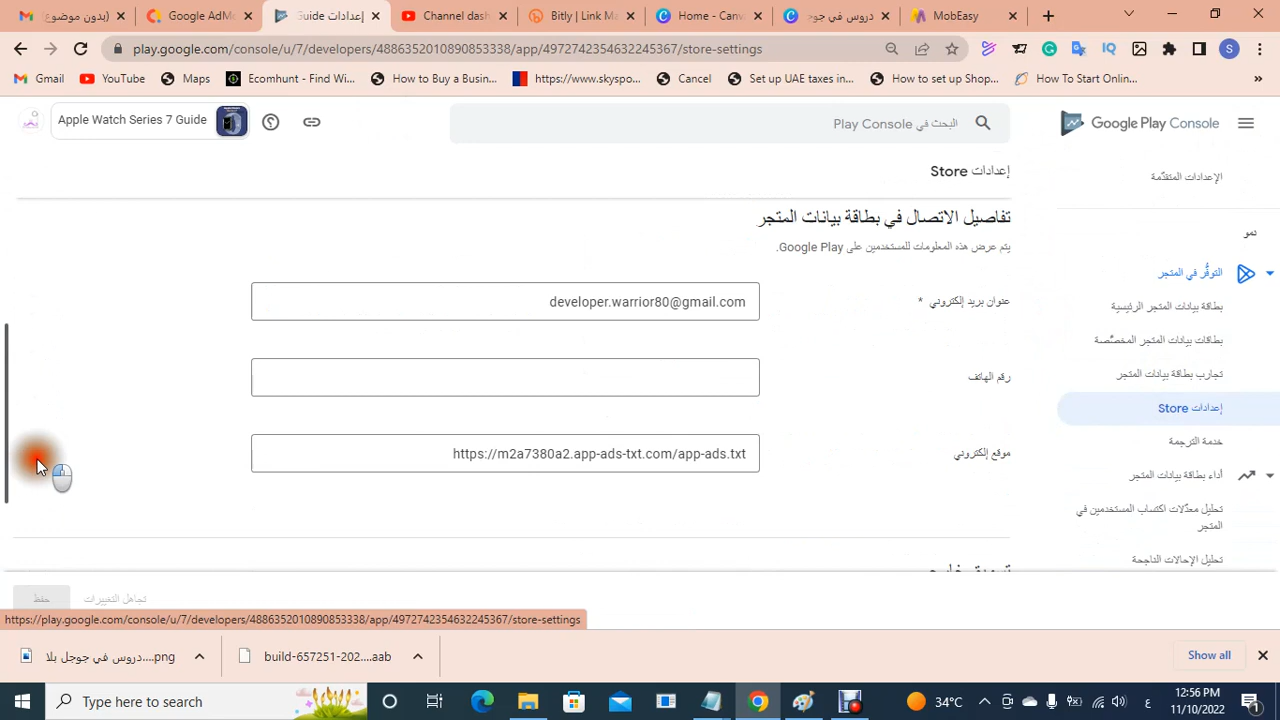 (بدون موضوع)
Google AdM
إعدادات Guide
Channel dash
Bitly | Link M
Home - Canv
دروس في جوج
MobEasy
play.google.com/console/u/7/developers/4886352010890853338/app/4972742354632245367/store-settings
S
Gmail
YouTube
Maps
Ecomhunt - Find Wi...
How to Buy a Busin...
https://www.skyspo...
Cancel
Set up UAE taxes in...
How to set up Shop...
How To Start Onlin...
»
Apple Watch Series 7 Guide
البحث في Play Console
Google Play Console
إعدادات Store
الإعدادات المتقدّمة
تفاصيل الاتصال في بطاقة بيانات المتجر
يتم عرض هذه المعلومات للمستخدمين على Google Play.
عنوان بريد إلكتروني *
developer.warrior80@gmail.com
رقم الهاتف
موقع إلكتروني
https://m2a7380a2.app-ads-txt.com/app-ads.txt
نمو
التوفُّر في المتجر
بطاقة بيانات المتجر الرئيسية
بطاقات بيانات المتجر المخصَّصة
تجارب بطاقة بيانات المتجر
إعدادات Store
خدمة الترجمة
أداء بطاقة بيانات المتجر
تحليل معدّلات اكتساب المستخدمين في
المتجر
تحليل الإحالات الناجحة
حفظ
تجاهل التغييرات
https://play.google.com/console/u/7/developers/4886352010890853338/app/4972742354632245367/store-settings
دروس في جوجل بلا....png
build-657251-202....aab
Show all
Type here to search
34°C
ع
12:56 PM
11/10/2022
1